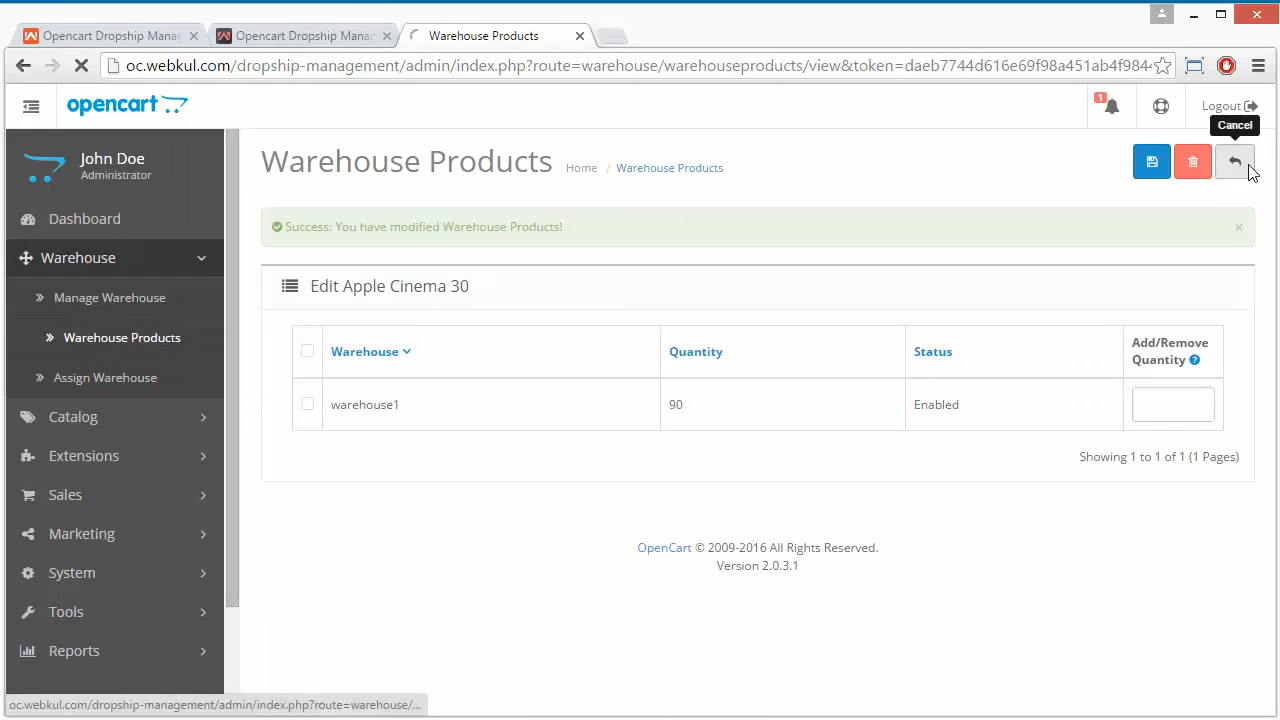 Opencart Dropship Mana
Opencart Dropship Mana
Warehouse Products
oc.webkul.com/dropship-management/admin/index.php?route=warehouse/warehouseproducts/view&token=daeb7744d616e69f98a451ab4f984
opencart
1
Logout
Cancel
John Doe
Administrator
Warehouse Products
Home / Warehouse Products
Dashboard
Success: You have modified Warehouse Products!
×
Warehouse
Edit Apple Cinema 30
Manage Warehouse
Warehouse Products
Assign Warehouse
Warehouse
Quantity
Status
Add/Remove
Quantity
warehouse1
90
Enabled
Showing 1 to 1 of 1 (1 Pages)
Catalog
Extensions
Sales
Marketing
System
Tools
Reports
OpenCart © 2009-2016 All Rights Reserved.
Version 2.0.3.1
oc.webkul.com/dropship-management/admin/index.php?route=warehouse/...